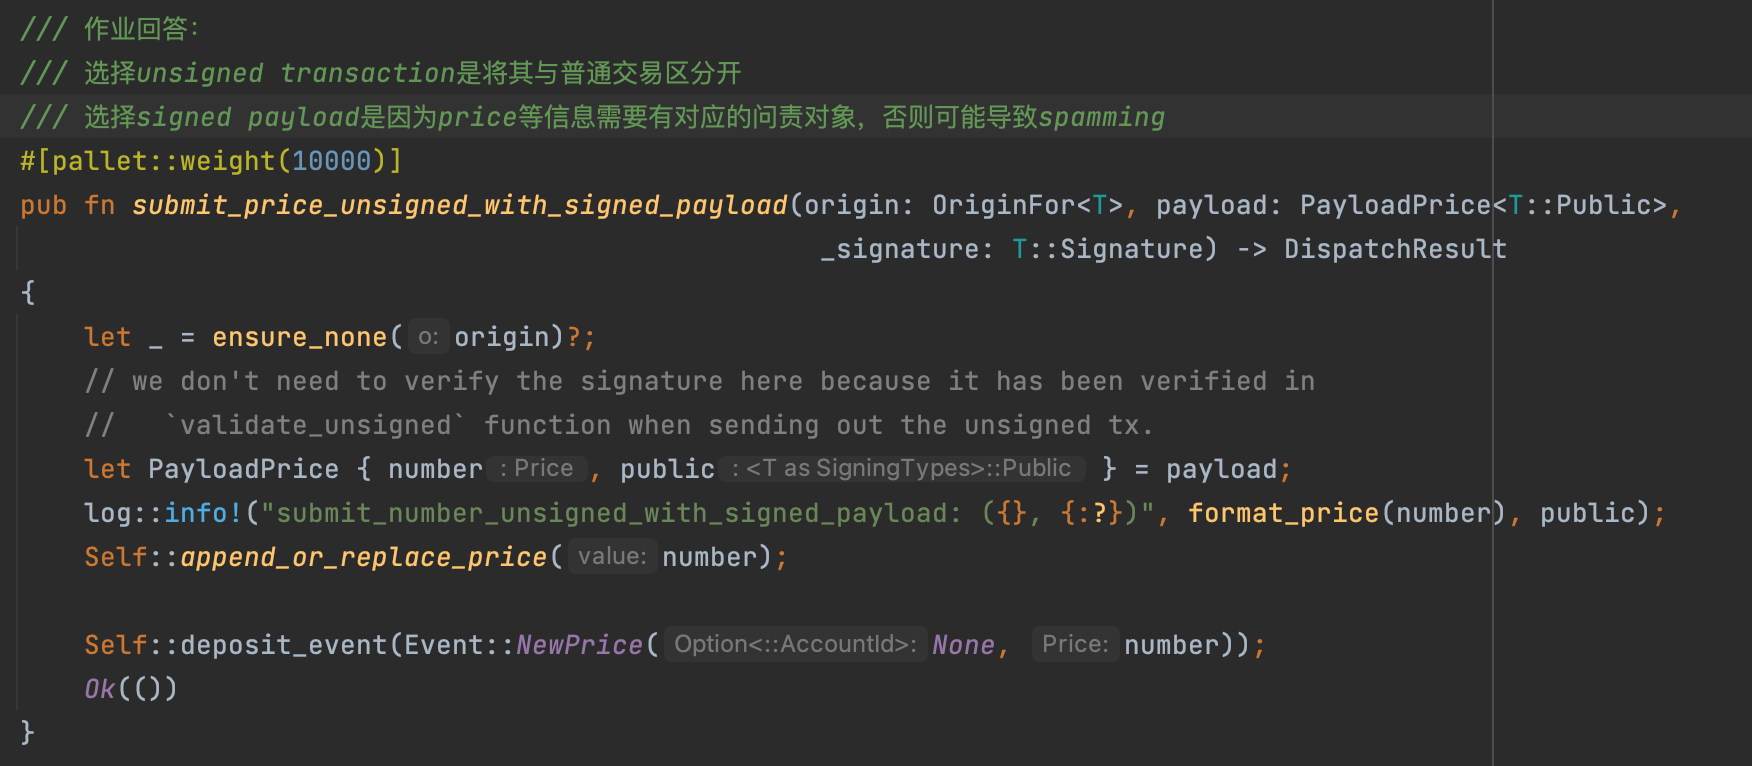 /// 作业回答：
/// 选择unsigned transaction是将其与普通交易区分开
/// 选择signed payload是因为price等信息需要有对应的问责对象，否则可能导致spamming
#[pallet::weight(10000)]
pub fn submit_price_unsigned_with_signed_payload(origin: OriginFor<T>, payload: PayloadPrice<T::Public>,
_signature: T::Signature) -> DispatchResult
{
let _ = ensure_none( o: origin)?;
// we don't need to verify the signature here because it has been verified in
//   `validate_unsigned` function when sending out the unsigned tx.
let PayloadPrice { number : Price , public : <T as SigningTypes>::Public } = payload;
log::info!("submit_number_unsigned_with_signed_payload: ({}, {:?})", format_price(number), public);
Self::append_or_replace_price( value: number);
Self::deposit_event(Event::NewPrice( Option<::AccountId>: None, Price: number));
Ok(())
}